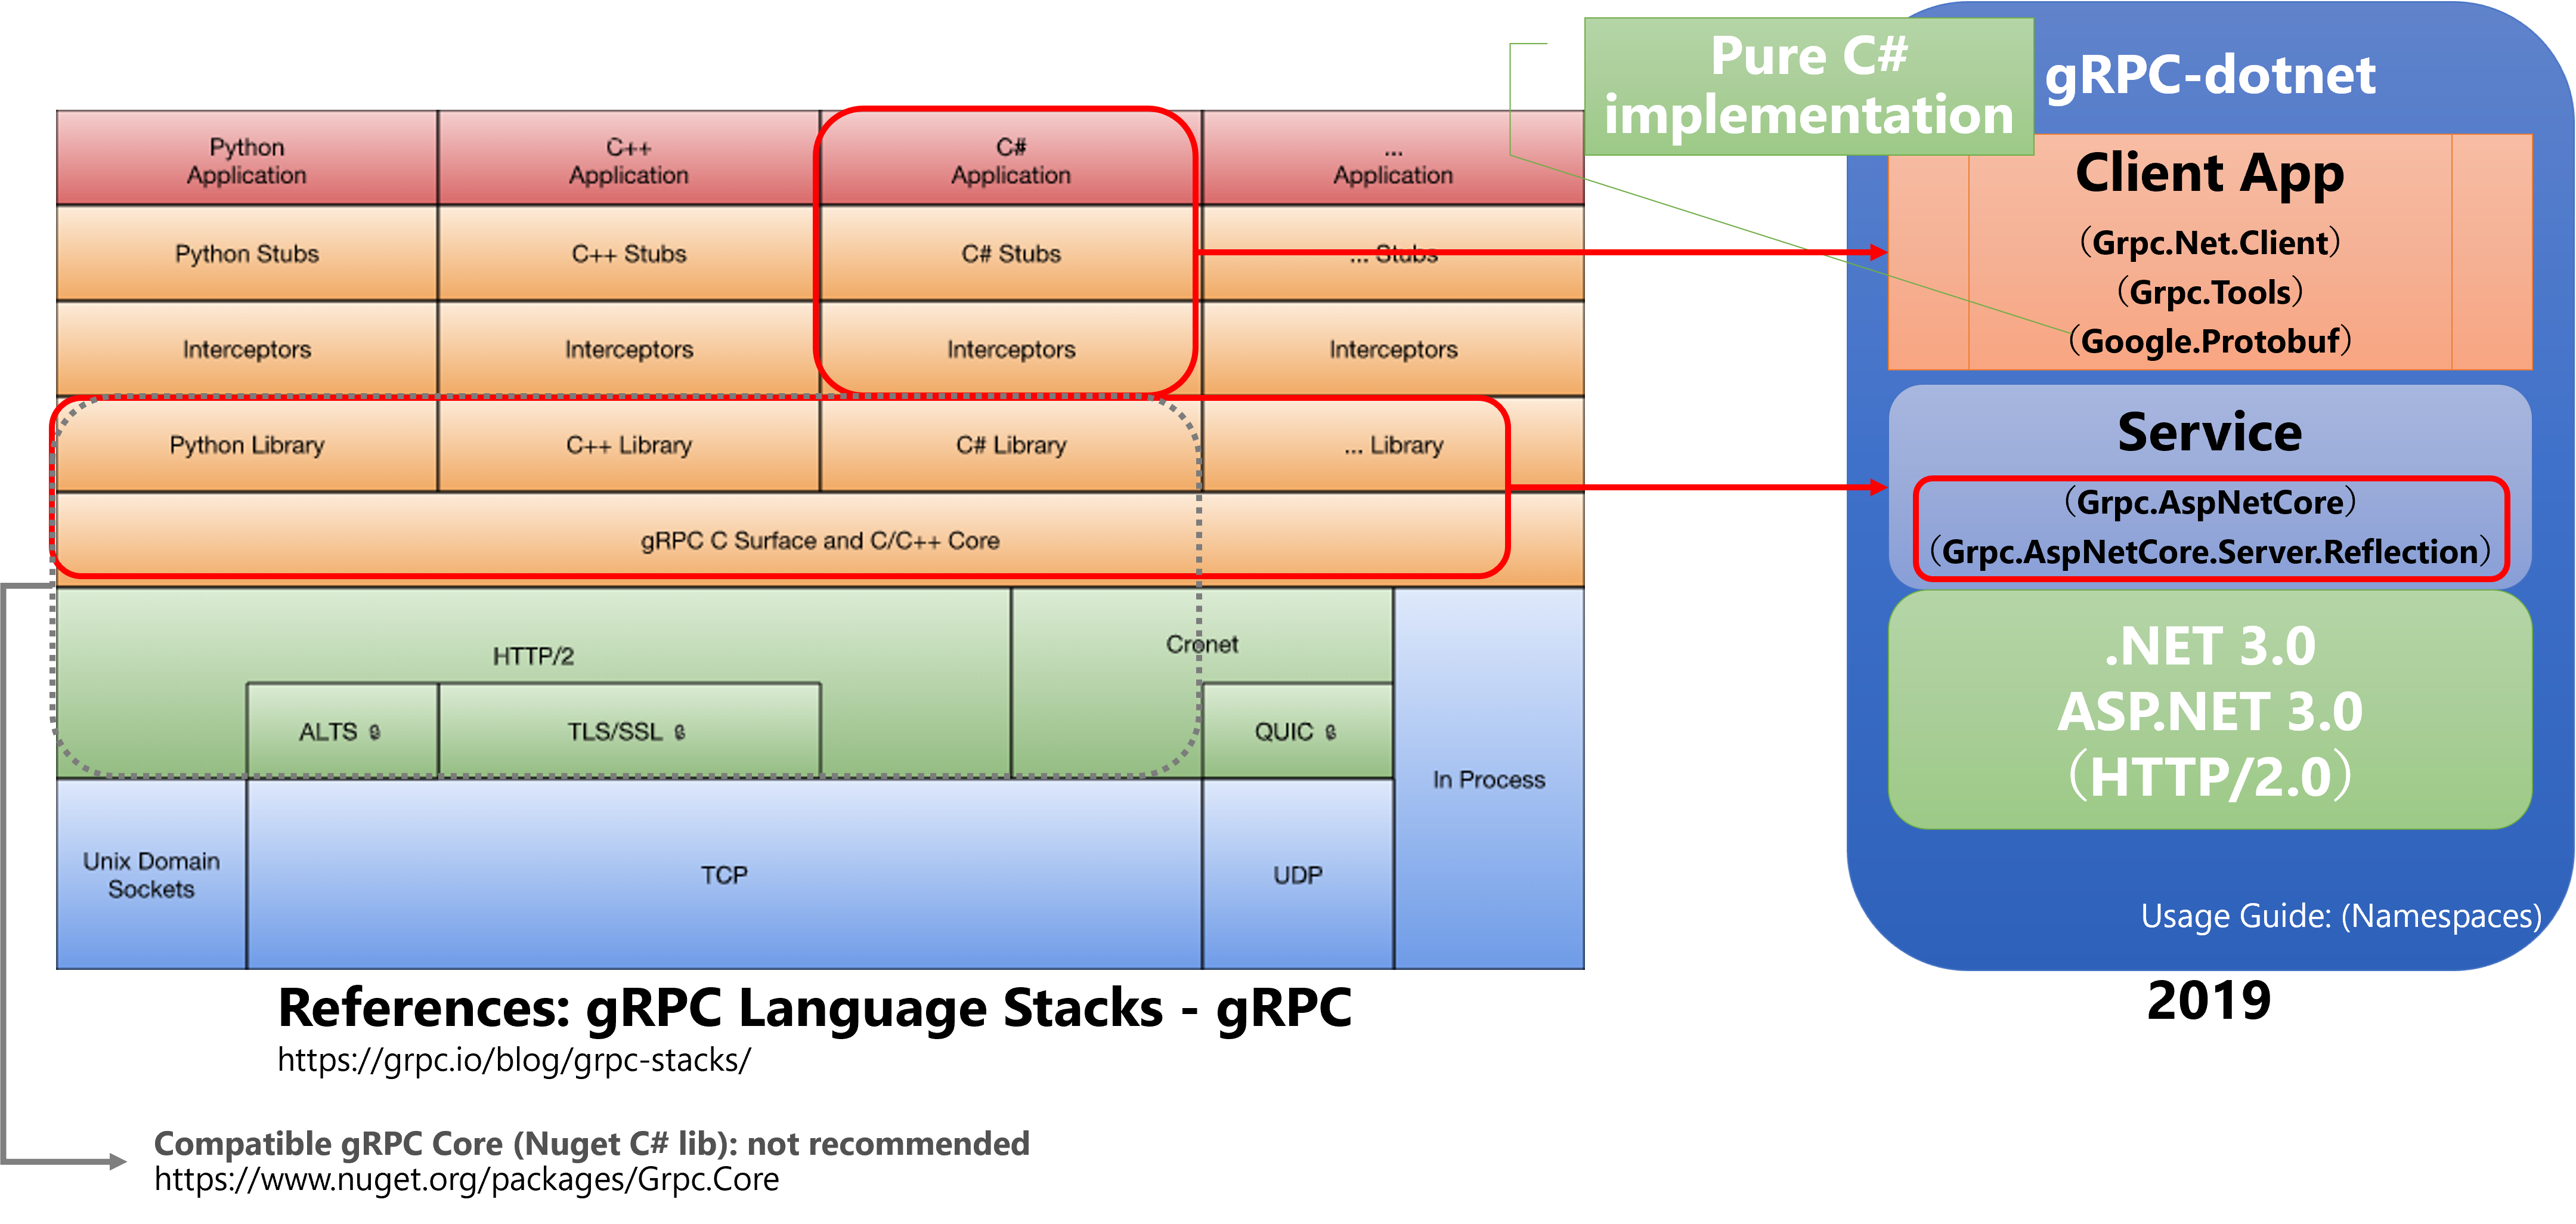 Pure C#
implementation
gRPC-dotnet
Python
Application
C++
Application
C#
Application
...
Application
Python Stubs
C++ Stubs
C# Stubs
... Stubs
Interceptors
Interceptors
Interceptors
Interceptors
Python Library
C++ Library
C# Library
... Library
gRPC C Surface and C/C++ Core
HTTP/2
Cronet
ALTS
TLS/SSL
QUIC
In Process
Unix Domain
Sockets
TCP
UDP
Client App
(Grpc.Net.Client)
(Grpc.Tools)
(Google.Protobuf)
Service
(Grpc.AspNetCore)
(Grpc.AspNetCore.Server.Reflection)
.NET 3.0
ASP.NET 3.0
(HTTP/2.0)
Usage Guide: (Namespaces)
2019
References: gRPC Language Stacks - gRPC
https://grpc.io/blog/grpc-stacks/
Compatible gRPC Core (Nuget C# lib): not recommended
https://www.nuget.org/packages/Grpc.Core